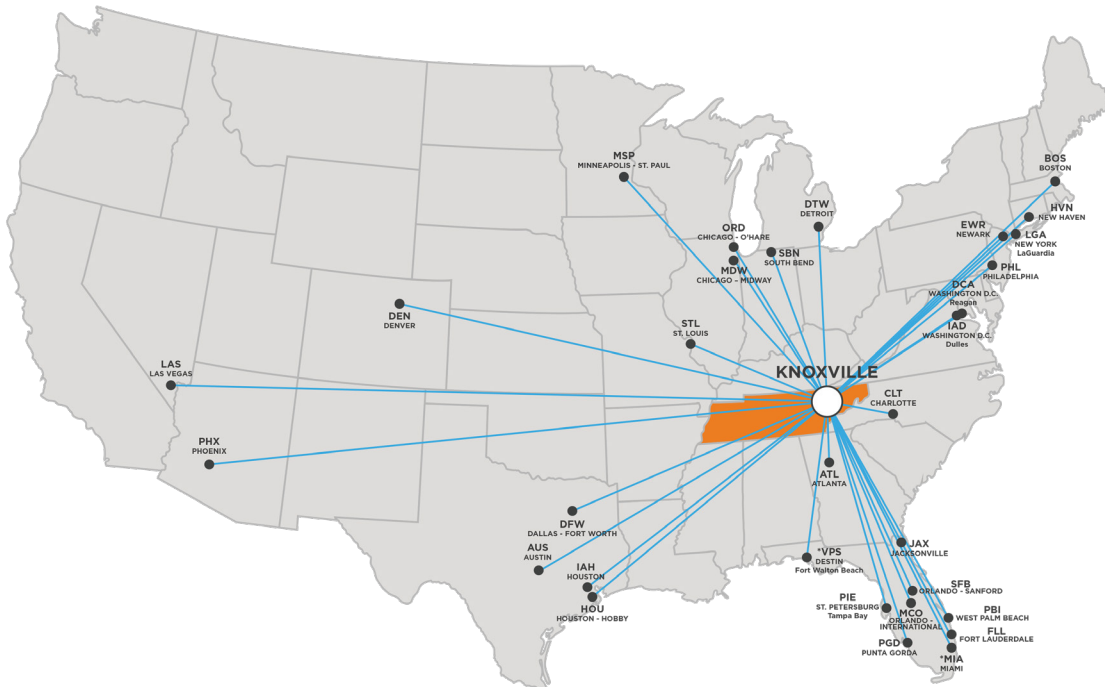 MSP
MINNEAPOLIS - ST. PAUL
BOS
BOSTON
DTW
DETROIT
HVN
NEW HAVEN
ORD
CHICAGO - O'HARE
EWR
NEWARK
LGA
NEW YORK
LaGuardia
SBN
SOUTH BEND
MDW
CHICAGO - MIDWAY
PHL
PHILADELPHIA
DCA
WASHINGTON D.C.
Reagan
DEN
DENVER
STL
ST. LOUIS
IAD
WASHINGTON D.C.
Dulles
LAS
LAS VEGAS
KNOXVILLE
CLT
CHARLOTTE
PHX
PHOENIX
ATL
ATLANTA
DFW
DALLAS - FORT WORTH
AUS
AUSTIN
IAH
HOUSTON
HOU
HOUSTON - HOBBY
*VPS
DESTIN
Fort Walton Beach
JAX
JACKSONVILLE
SFB
ORLANDO - SANFORD
PIE
ST. PETERSBURG
Tampa Bay
MCO
ORLANDO -
INTERNATIONAL
PBI
WEST PALM BEACH
FLL
FORT LAUDERDALE
PGD
PUNTA GORDA
*MIA
MIAMI